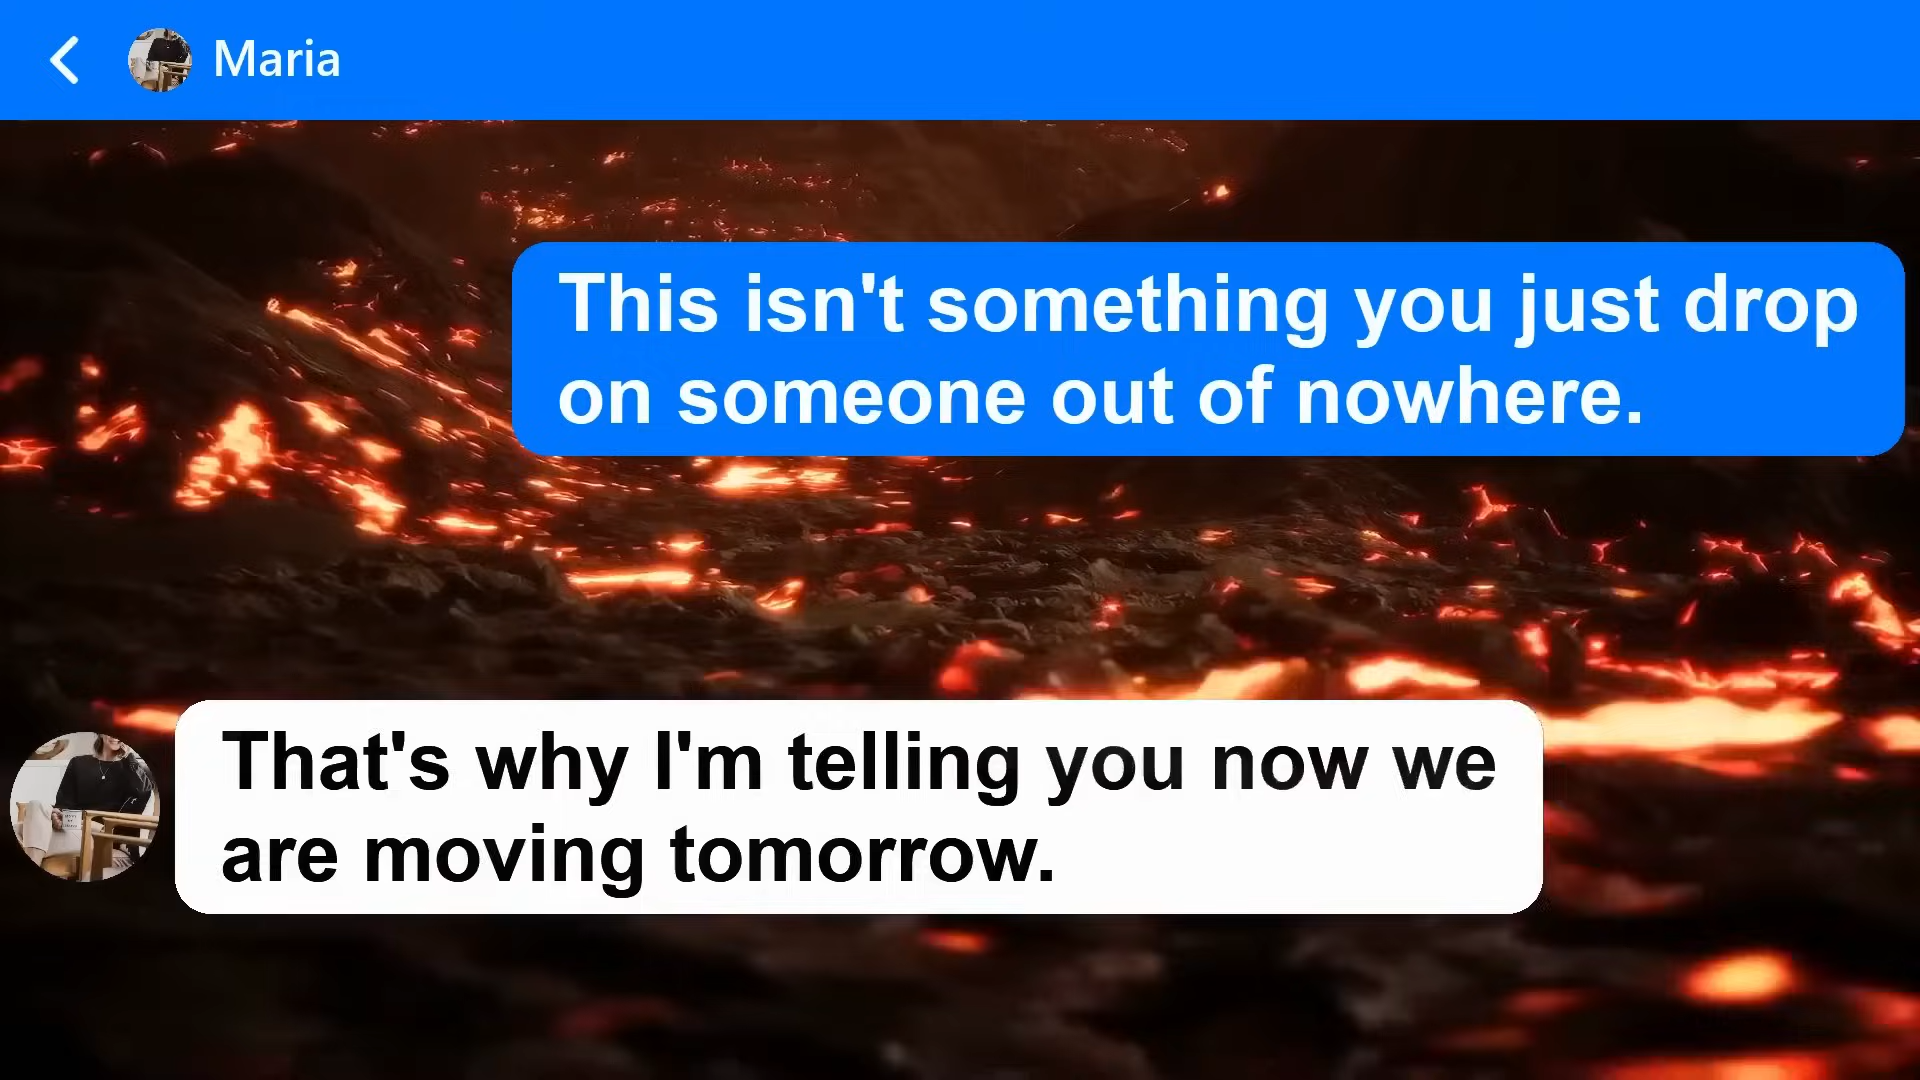 Maria
This isn't something you just drop
on someone out of nowhere.
That's why I'm telling you now we
are moving tomorrow.